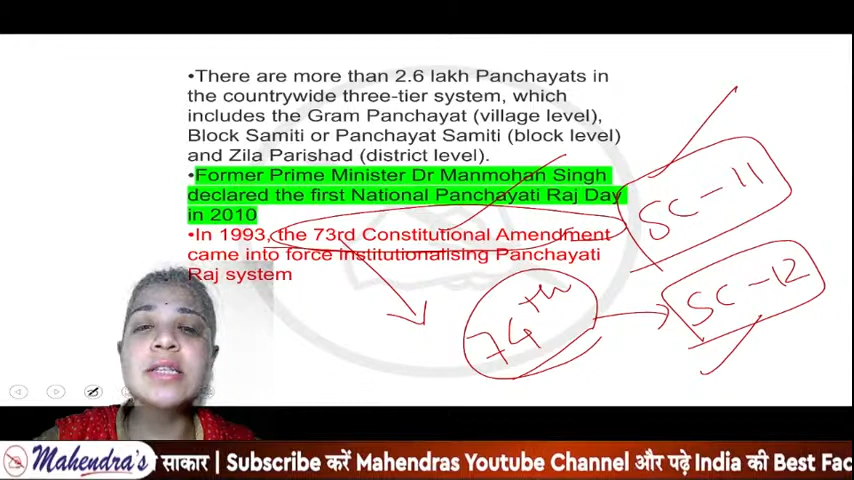 •There are more than 2.6 lakh Panchayats in
the countrywide three-tier system, which
includes the Gram Panchayat (village level),
Block Samiti or Panchayat Samiti (block level)
and Zila Parishad (district level).
•Former Prime Minister Dr Manmohan Singh
declared the first National Panchayati Raj Day
in 2010
•In 1993, the 73rd Constitutional Amendment
came into force institutionalising Panchayati
Raj system
SC-11
SC-12
74th
Mahendra's
साकार | Subscribe करें Mahendras Youtube Channel और पढ़े India की Best Fac